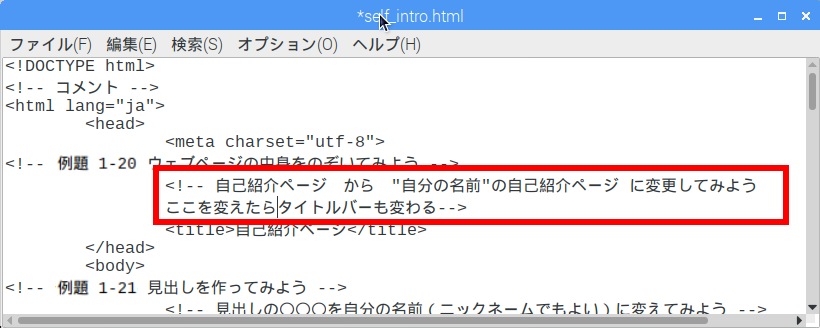 *self_intro.html
ファイル(F) 編集(E) 検索(S) オプション(O) ヘルプ(H)
<!DOCTYPE html>
<!-- コメント -->
<html lang="ja">
<head>
<meta charset="utf-8">
<!-- 例題 1-20 ウェブページの中身をのぞいてみよう -->
<!-- 自己紹介ページ　から　"自分の名前"の自己紹介ページ に変更してみよう
ここを変えたらタイトルバーも変わる-->
<title>自己紹介ページ</title>
</head>
<body>
<!-- 例題 1-21 見出しを作ってみよう -->
<!-- 見出しの〇〇〇を自分の名前（ニックネームでもよい）に変えてみよう -->